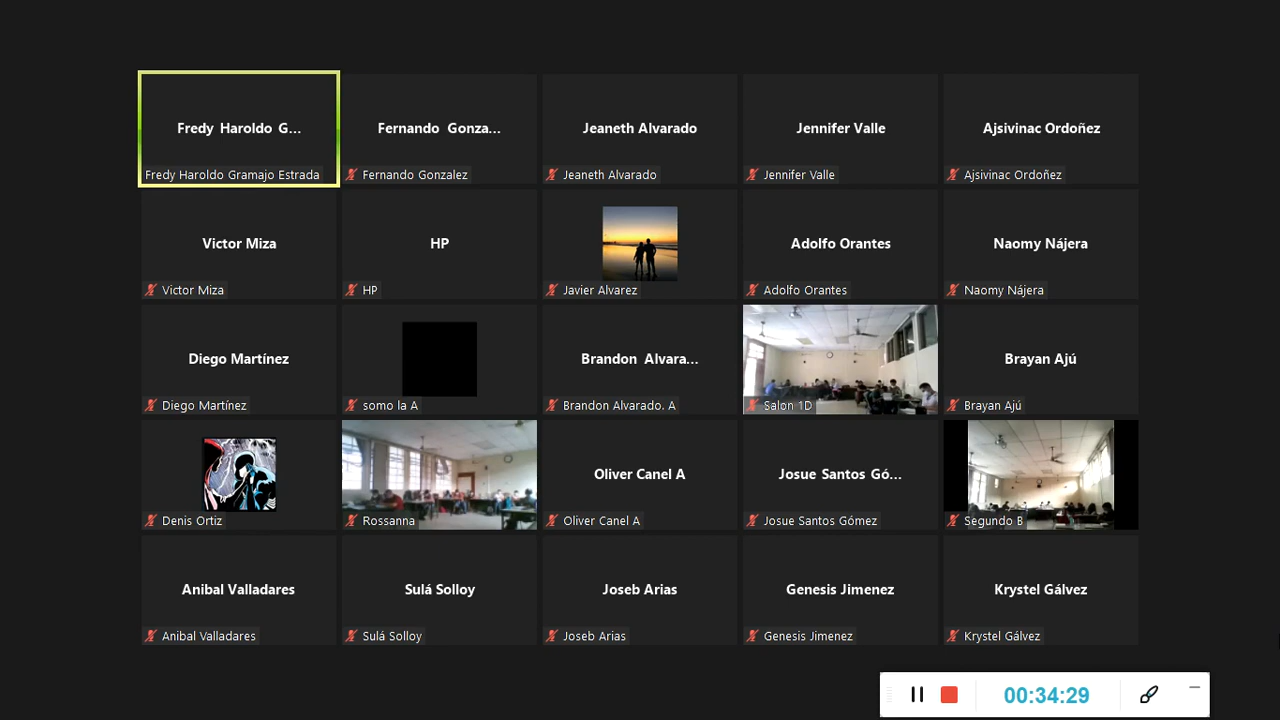 Fredy Haroldo G...
Fredy Haroldo Gramajo Estrada
Fernando Gonza...
Fernando Gonzalez
Jeaneth Alvarado
Jeaneth Alvarado
Jennifer Valle
Jennifer Valle
Ajsivinac Ordoñez
Ajsivinac Ordoñez
Victor Miza
Victor Miza
HP
HP
Javier Alvarez
Adolfo Orantes
Adolfo Orantes
Naomy Nájera
Naomy Nájera
Diego Martínez
Diego Martínez
somo la A
Brandon Alvara...
Brandon Alvarado. A
Salon 1D
Brayan Ajú
Brayan Ajú
Denis Ortiz
Rossanna
Oliver Canel A
Oliver Canel A
Josue Santos Gó...
Josue Santos Gómez
Segundo B
Anibal Valladares
Anibal Valladares
Sulá Solloy
Sulá Solloy
Joseb Arias
Joseb Arias
Genesis Jimenez
Genesis Jimenez
Krystel Gálvez
Krystel Gálvez
00:34:29